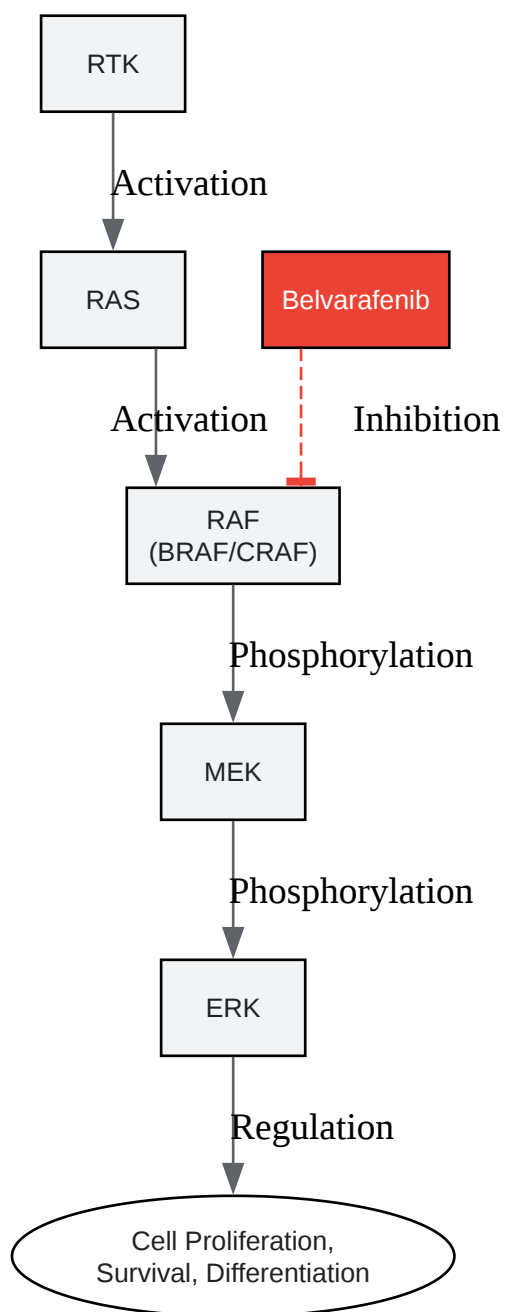 RTK
Activation
RAS
Belvarafenib
Activation
Inhibition
RAF
(BRAF/CRAF)
Phosphorylation
MEK
Phosphorylation
ERK
Regulation
Cell Proliferation,
Survival, Differentiation